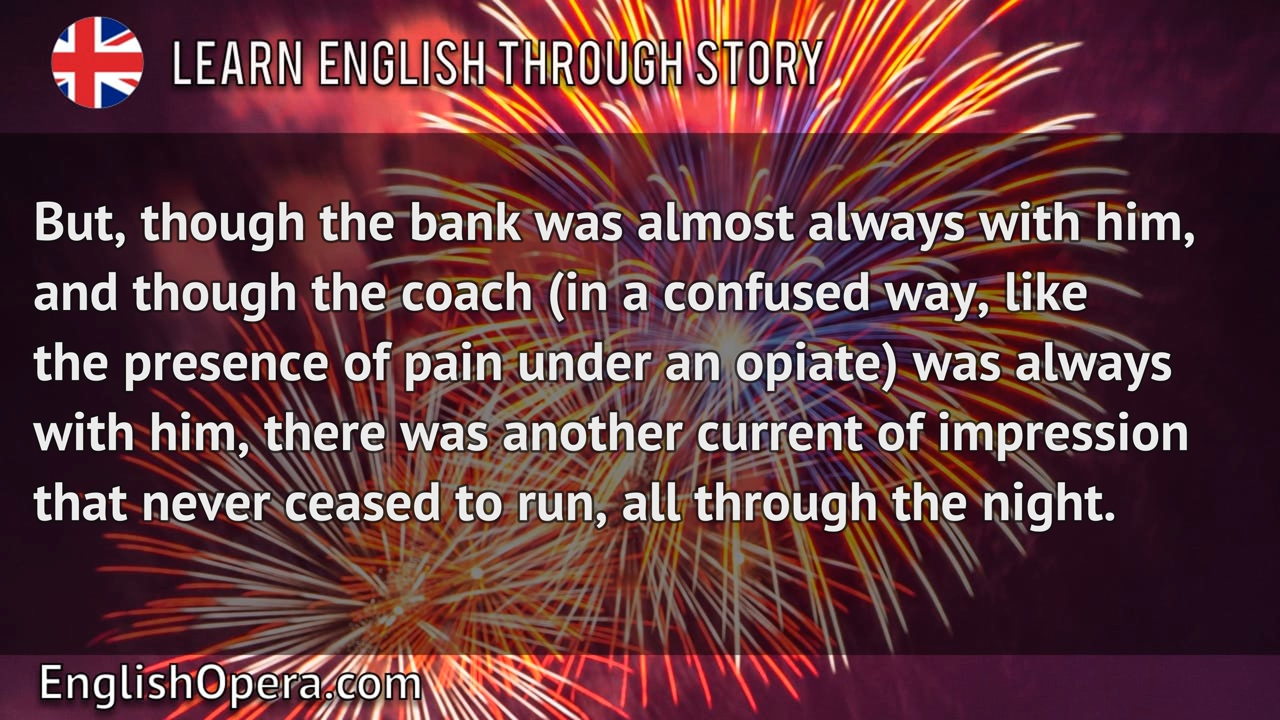 LEARN ENGLISH THROUGH STORY
But, though the bank was almost always with him,
and though the coach (in a confused way, like
the presence of pain under an opiate) was always
with him, there was another current of impression
that never ceased to run, all through the night.
EnglishOpera.com